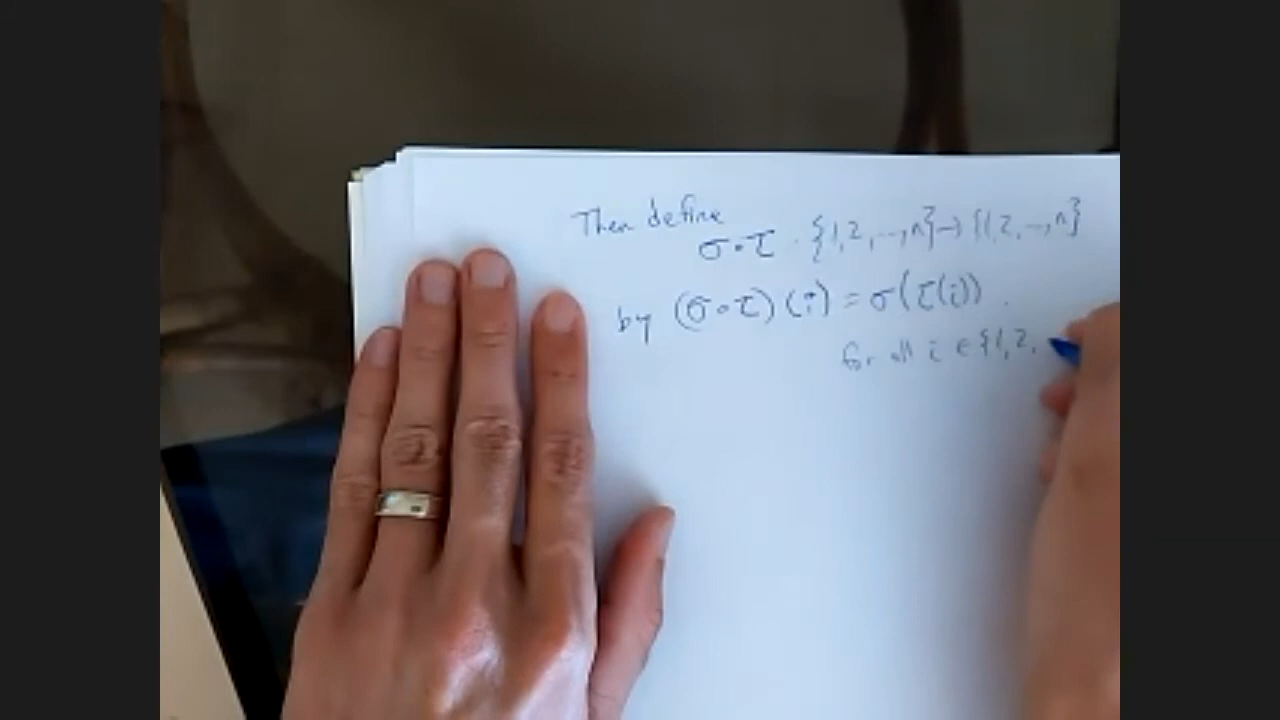 Then define
σ∘τ : {1,2,...,n} → {1,2,...,n}
by (σ∘τ)(i) = σ(τ(i)).
for all i ∈ {1,2,